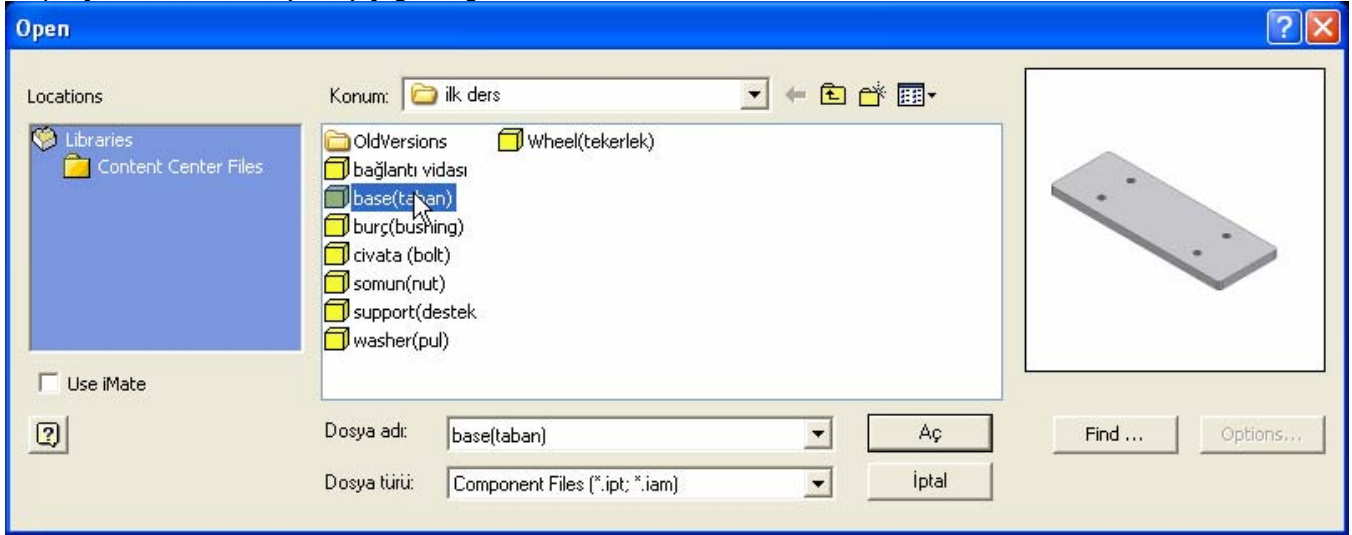 Open
Locations
Libraries
Content Center Files
Use iMate
Konum: ilk ders
OldVersions
bağlantı vidası
base(taban)
burç(bushing)
civata (bolt)
somun(nut)
support(destek
washer(pul)
Wheel(tekerlek)
Dosya adı: base(taban)
Aç
Find ...
Options...
Dosya türü: Component Files (*.ipt; *.iam)
İptal